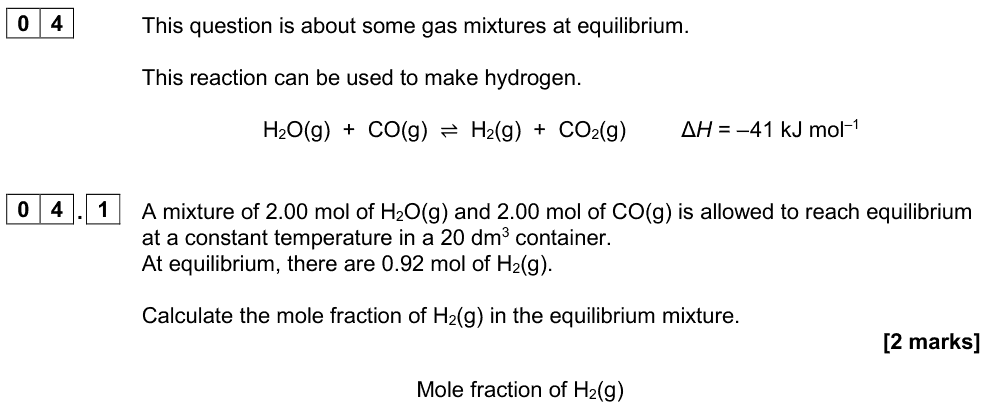 0 4 This question is about some gas mixtures at equilibrium.
This reaction can be used to make hydrogen.
H₂O(g) + CO(g) ⇌ H₂(g) + CO₂(g) ΔH = –41 kJ mol⁻¹
0 4 . 1 A mixture of 2.00 mol of H₂O(g) and 2.00 mol of CO(g) is allowed to reach equilibrium
at a constant temperature in a 20 dm³ container.
At equilibrium, there are 0.92 mol of H₂(g).
Calculate the mole fraction of H₂(g) in the equilibrium mixture.
[2 marks]
Mole fraction of H₂(g)